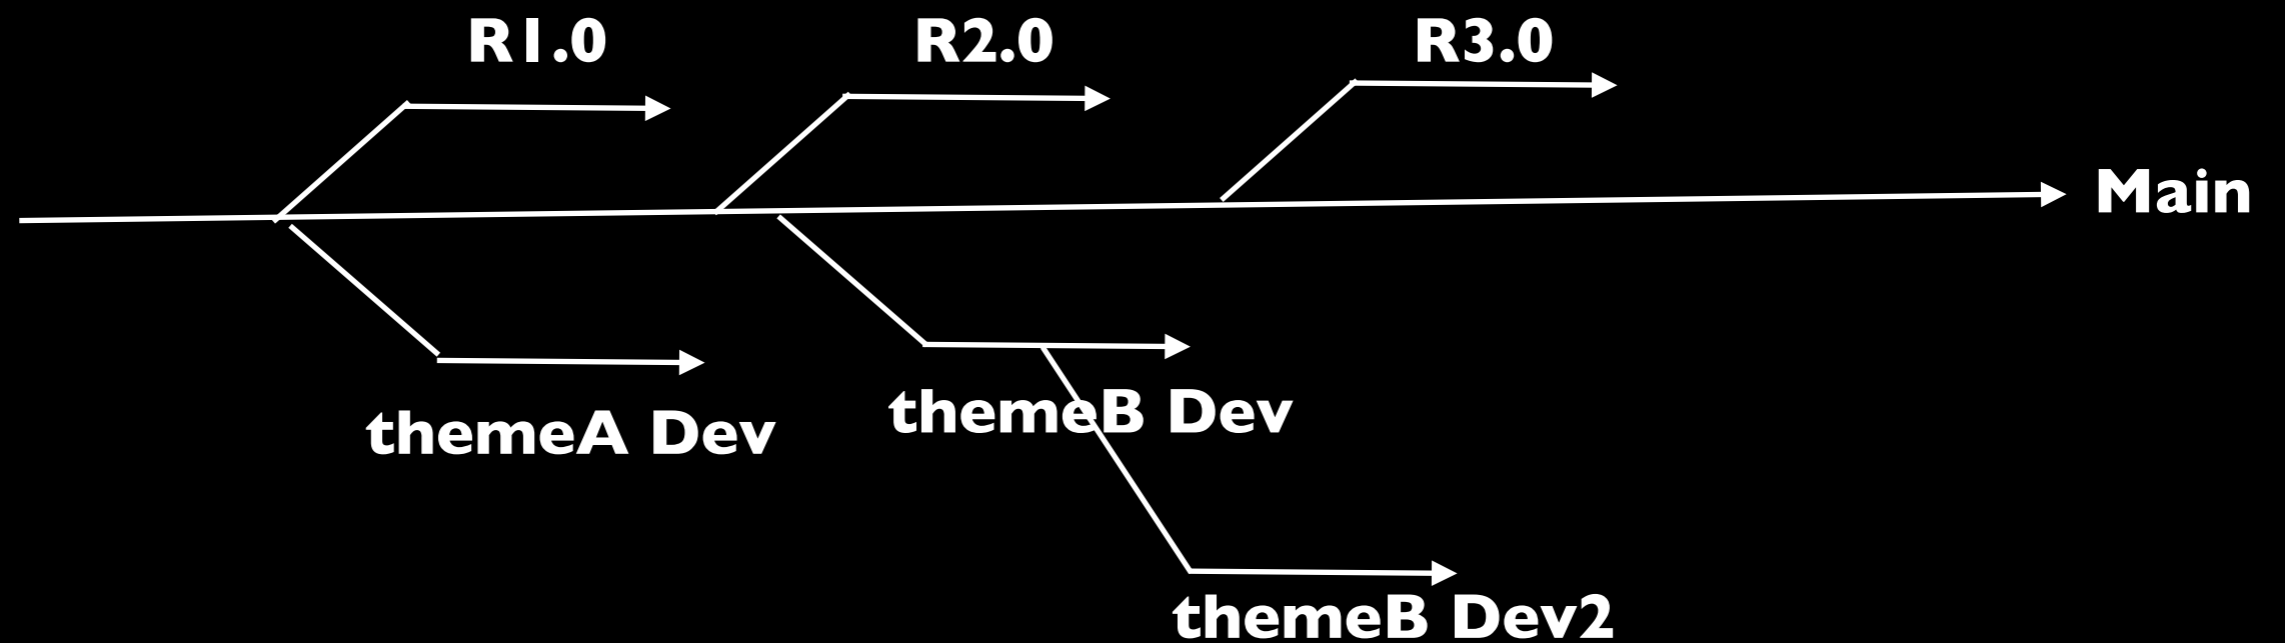 R1.0
R2.0
R3.0
Main
themeA Dev
themeB Dev
themeB Dev2